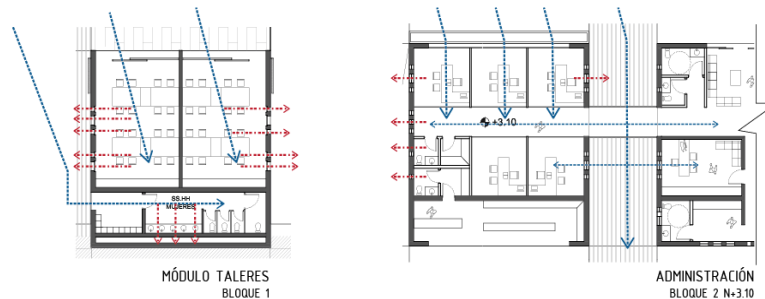 SS.HH
MUJERES
MÓDULO TALERES
BLOQUE 1
+3.10
ADMINISTRACIÓN
BLOQUE 2 N+3.10